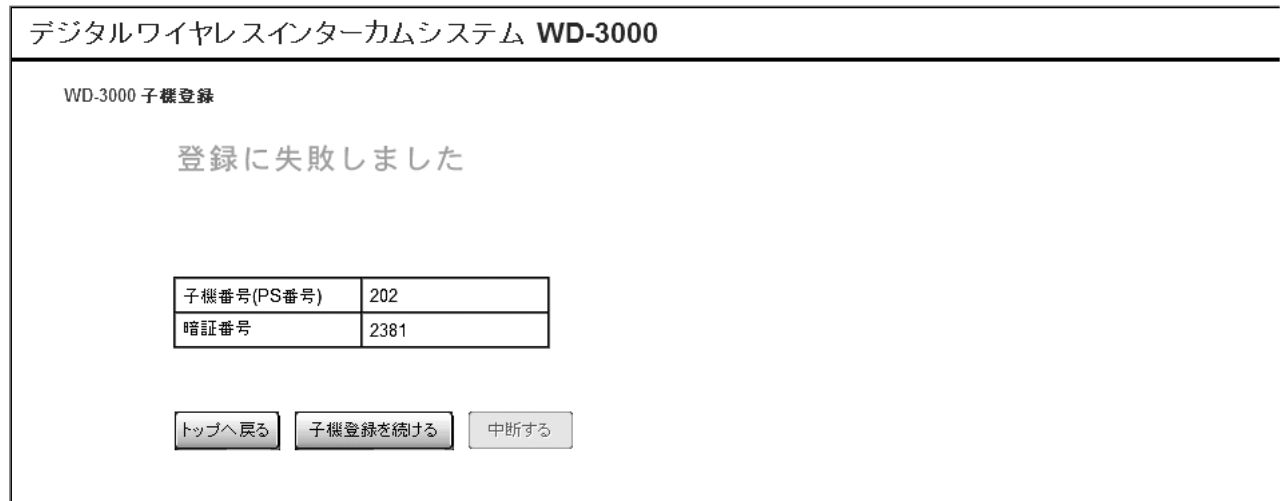 デジタルワイヤレスインターカムシステム WD-3000
WD-3000 子機登録
登録に失敗しました
子機番号(PS番号) 202
暗証番号 2381
トップへ戻る 子機登録を続ける 中断する